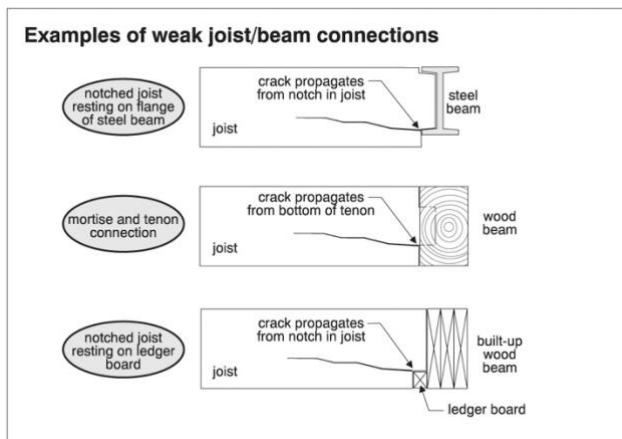 Examples of weak joist/beam connections
notched joist
resting on flange
of steel beam
crack propagates
from notch in joist
joist
steel
beam
mortise and tenon
connection
crack propagates
from bottom of tenon
joist
wood
beam
notched joist
resting on ledger
board
crack propagates
from notch in joist
joist
built-up
wood
beam
ledger board